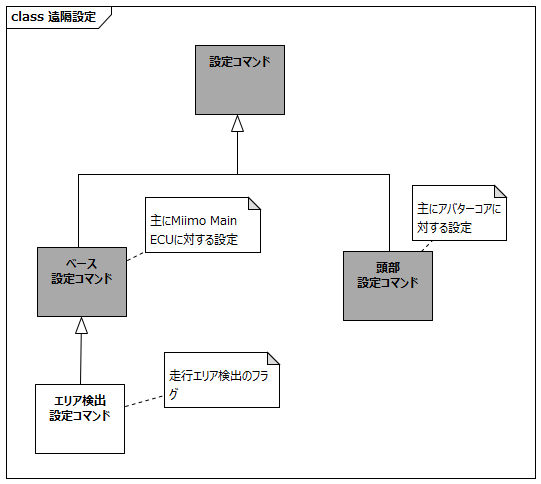 class 遠隔設定
設定コマンド
主にMiimo Main
ECUに対する設定
主にアバターコアに
対する設定
ベース
設定コマンド
頭部
設定コマンド
走行エリア検出のフラ
グ
エリア検出
設定コマンド